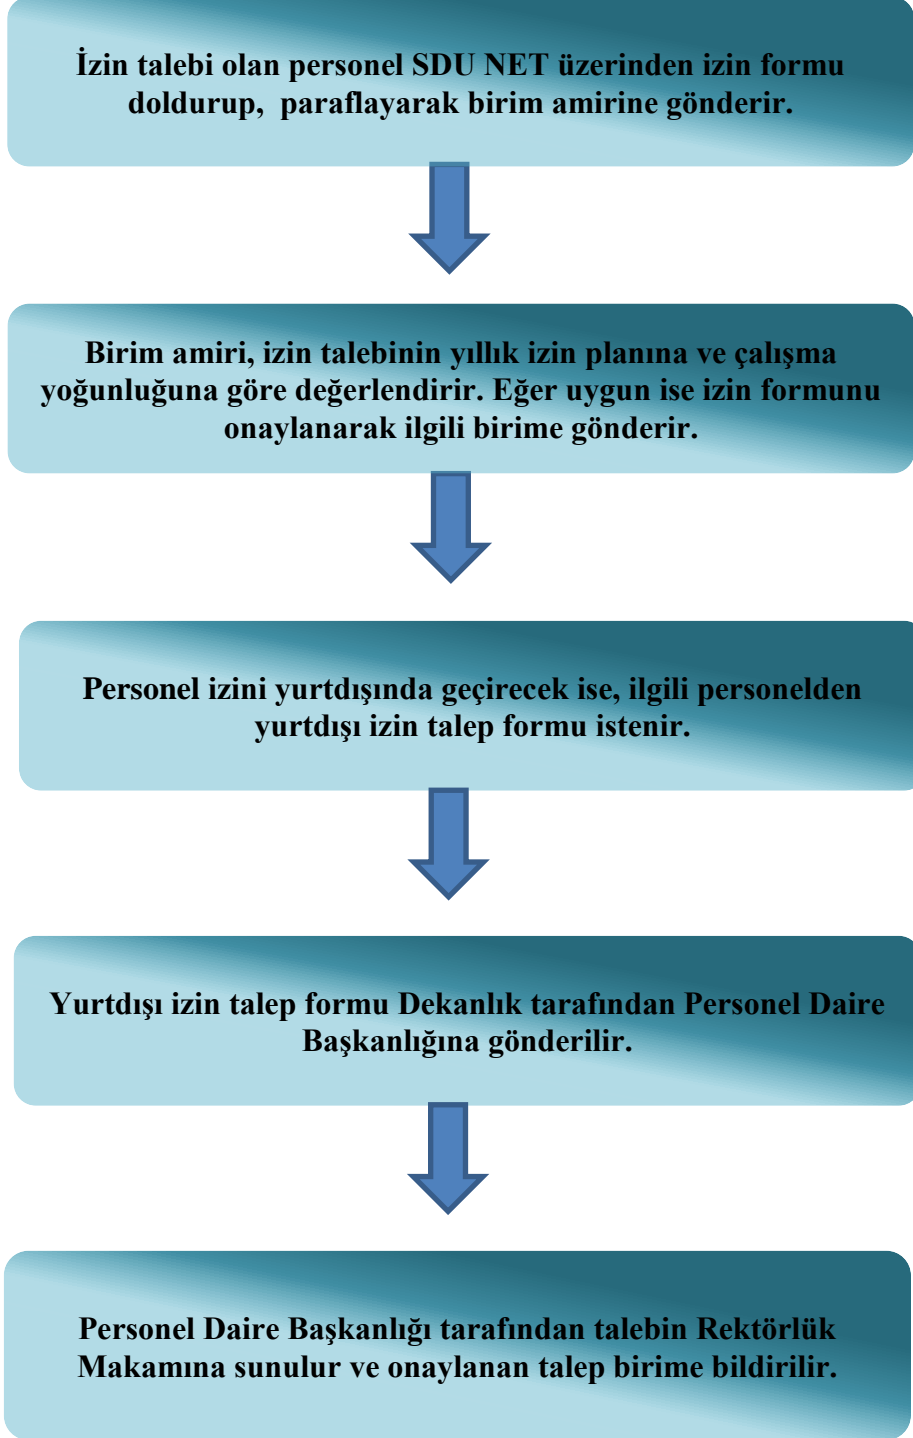 İzin talebi olan personel SDU NET üzerinden izin formu
doldurup,  paraflayarak birim amirine gönderir.
Birim amiri, izin talebinin yıllık izin planına ve çalışma
yoğunluğuna göre değerlendirir. Eğer uygun ise izin formunu
onaylanarak ilgili birime gönderir.
Personel izini yurtdışında geçirecek ise, ilgili personelden
yurtdışı izin talep formu istenir.
Yurtdışı izin talep formu Dekanlık tarafından Personel Daire
Başkanlığına gönderilir.
Personel Daire Başkanlığı tarafından talebin Rektörlük
Makamına sunulur ve onaylanan talep birime bildirilir.